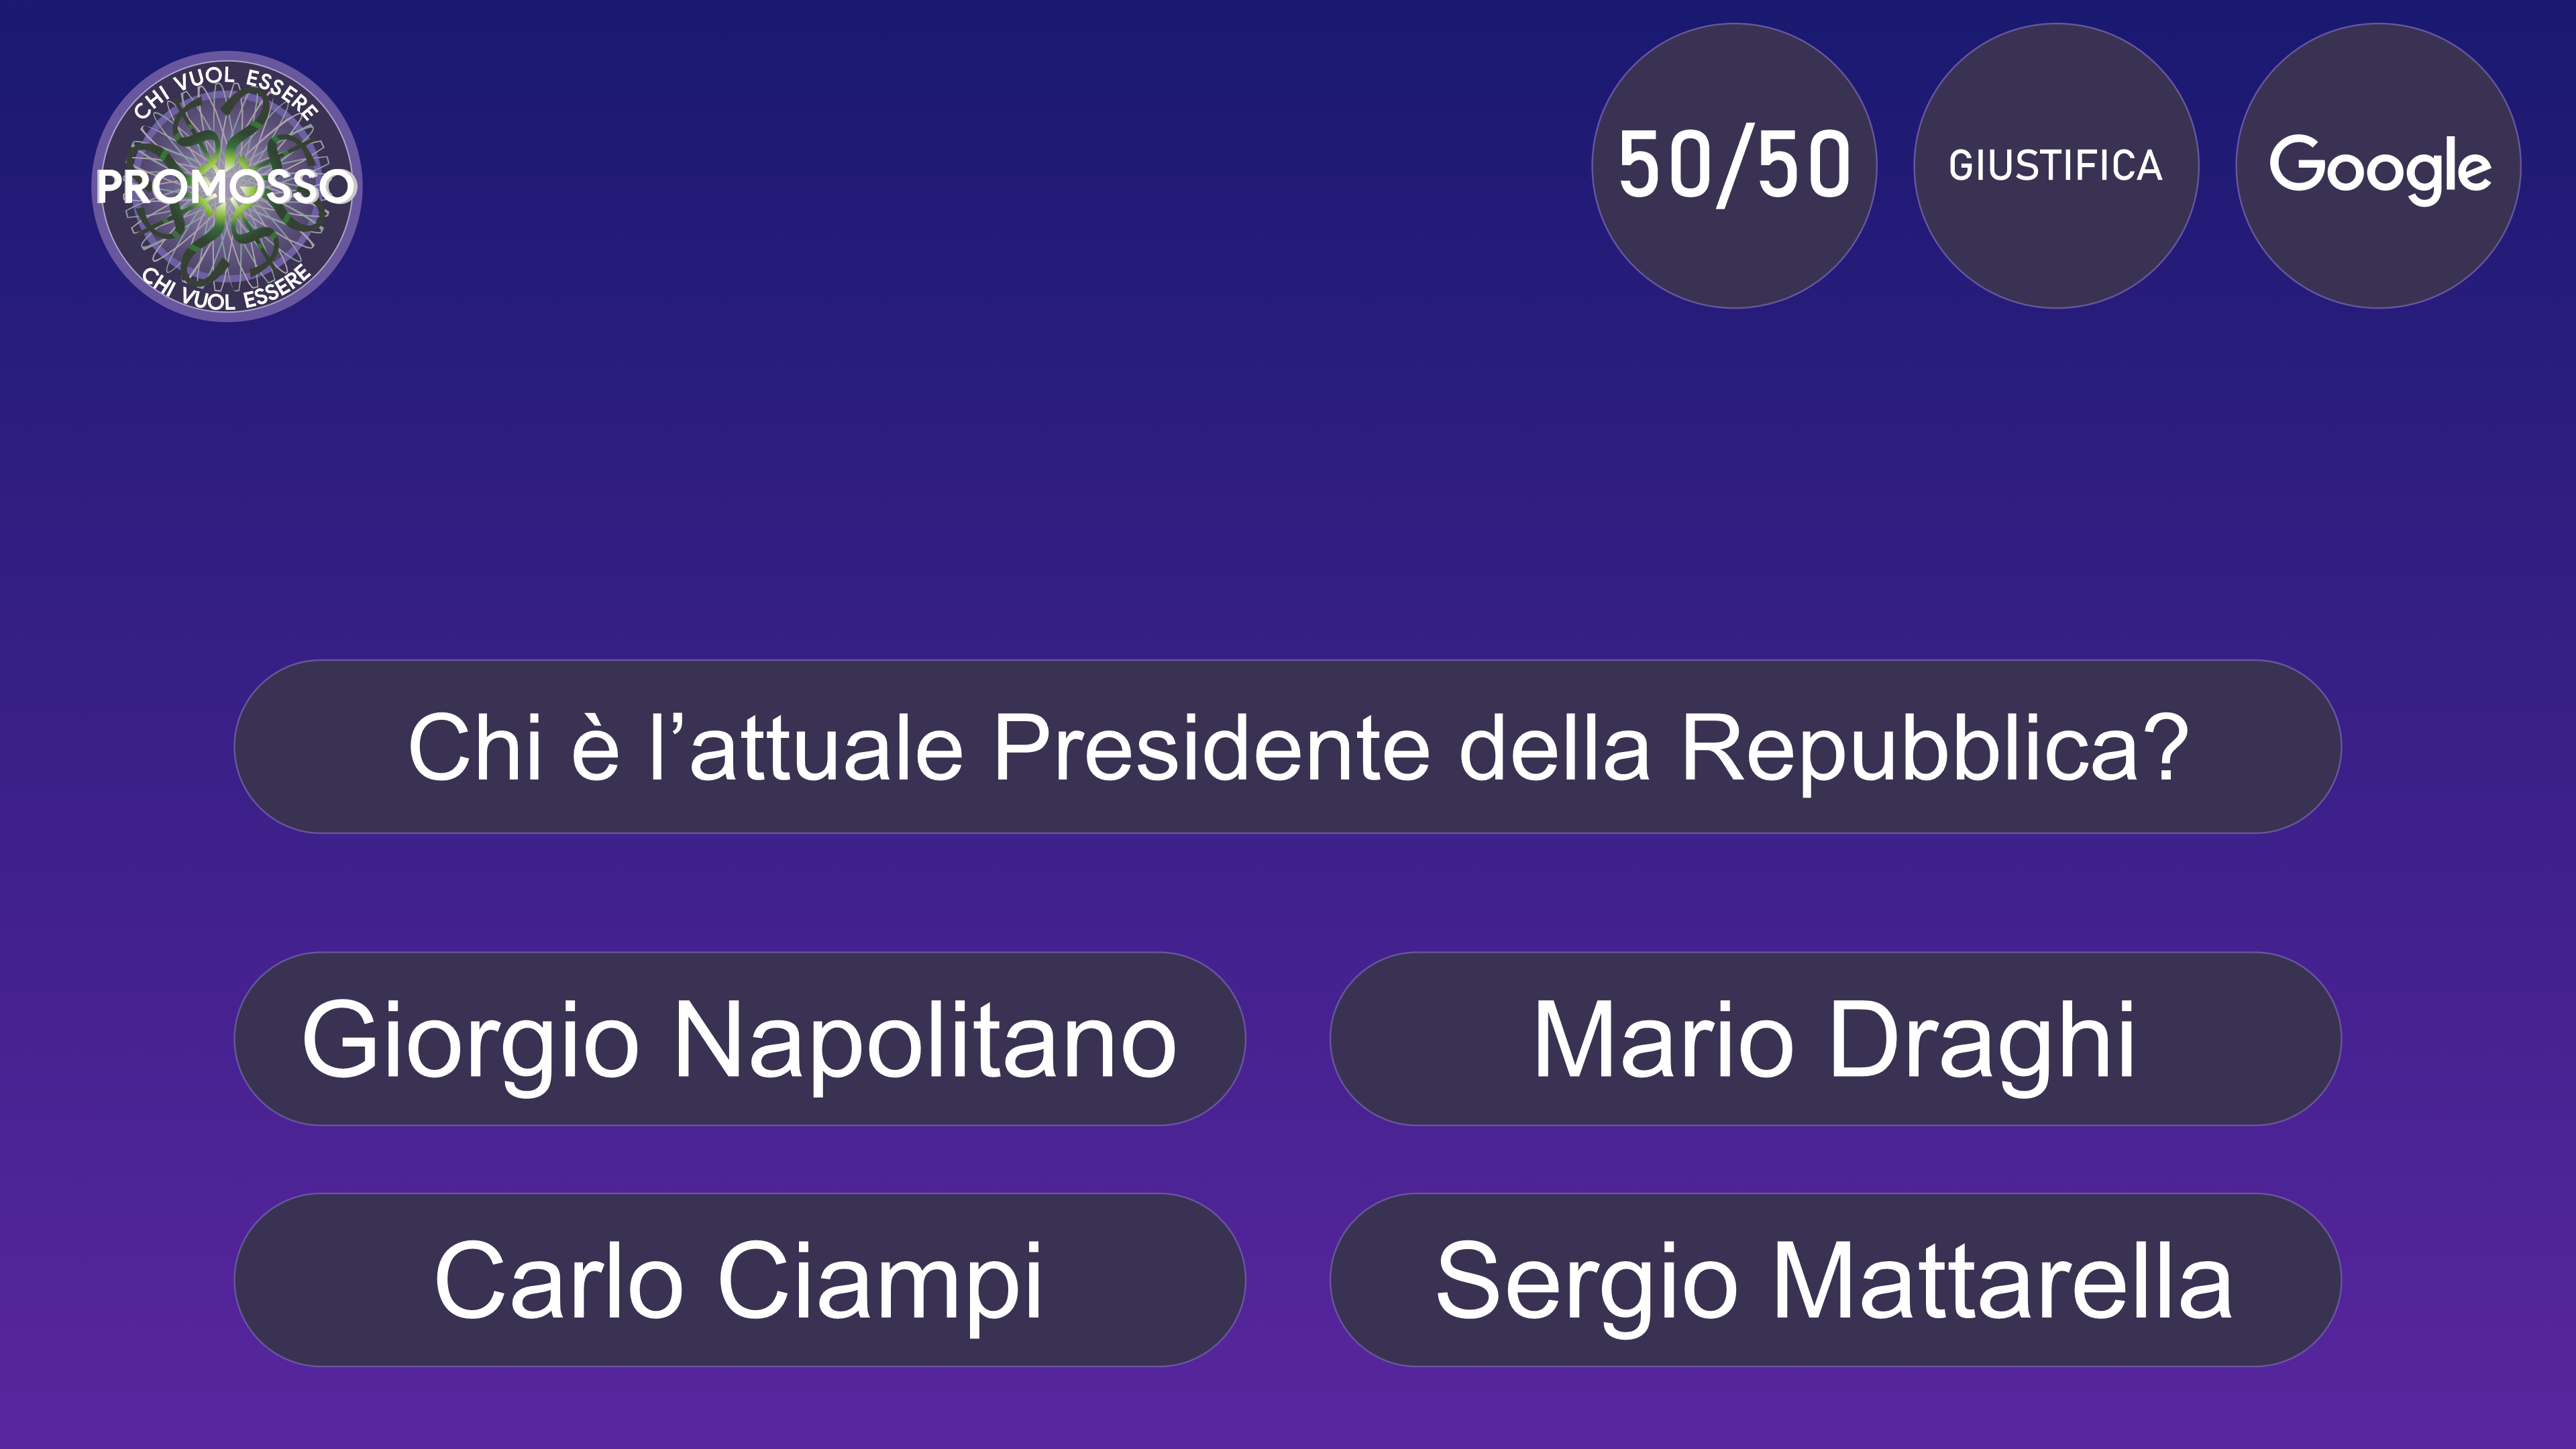 CHI VUOL ESSERE
PROMOSSO
CHI VUOL ESSERE
50/50
GIUSTIFICA
Google
Chi è l’attuale Presidente della Repubblica?
Giorgio Napolitano
Mario Draghi
Carlo Ciampi
Sergio Mattarella